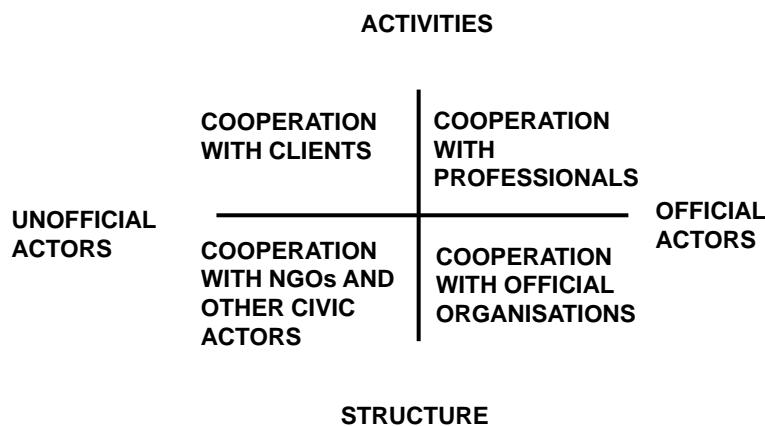 ACTIVITIES
COOPERATION
WITH CLIENTS
COOPERATION
WITH
PROFESSIONALS
UNOFFICIAL
ACTORS
OFFICIAL
ACTORS
COOPERATION
WITH NGOs AND
OTHER CIVIC
ACTORS
COOPERATION
WITH OFFICIAL
ORGANISATIONS
STRUCTURE